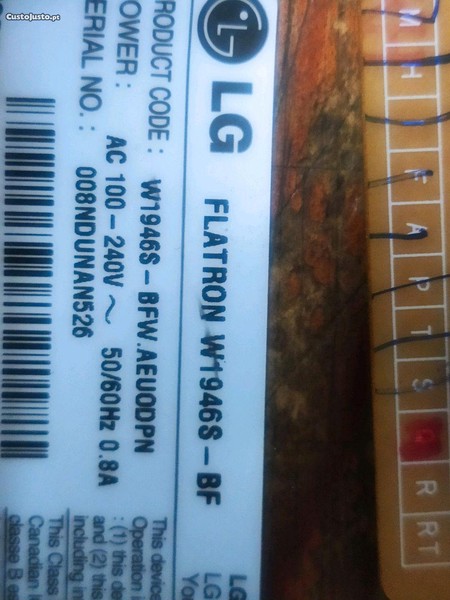 CustoJusto.pt
LG
FLATRON W1946S-BF
PRODUCT CODE : W1946S-BFW.AEUODPN
POWER : AC 100-240V ~ 50/60Hz 0.8A
SERIAL NO. : 008NDUNAN526
LG
LG
This device
Operation
: (1) this de
and (2) this
including in
This Class
Canadian
classe B es
M H F A P T S R RT